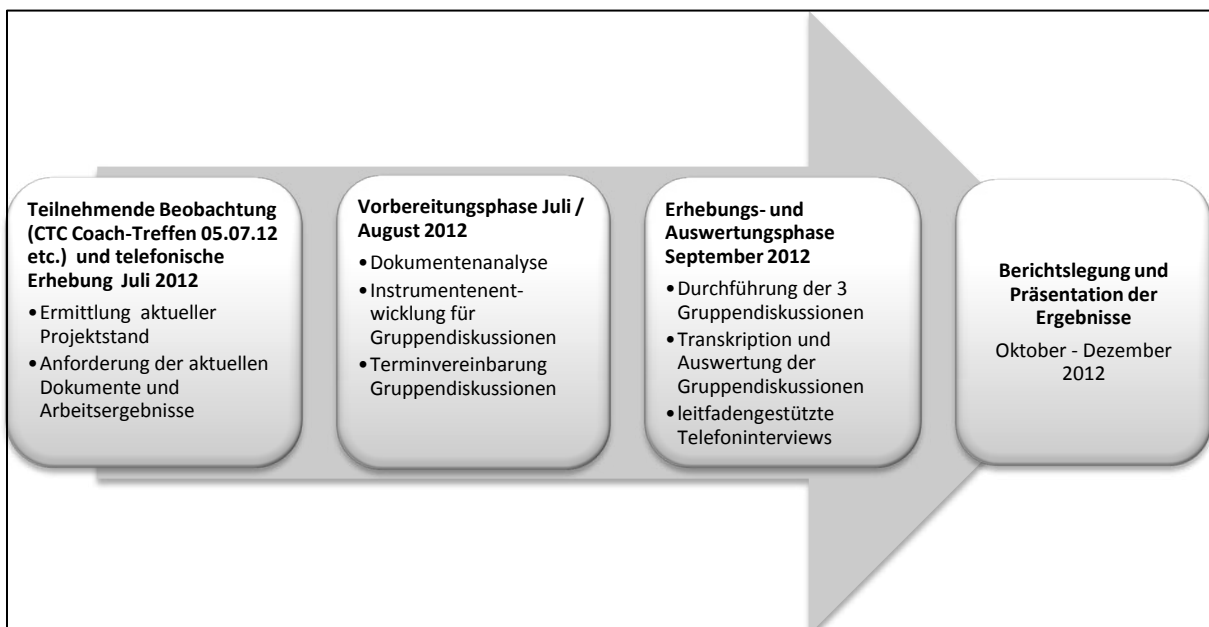 Teilnehmende Beobachtung
(CTC Coach-Treffen 05.07.12
etc.) und telefonische
Erhebung Juli 2012
•Ermittlung aktueller
Projektstand
•Anforderung der aktuellen
Dokumente und
Arbeitsergebnisse
Vorbereitungsphase Juli /
August 2012
•Dokumentenanalyse
•Instrumentenent-
wicklung für
Gruppendiskussionen
•Terminvereinbarung
Gruppendiskussionen
Erhebungs- und
Auswertungsphase
September 2012
•Durchführung der 3
Gruppendiskussionen
•Transkription und
Auswertung der
Gruppendiskussionen
•leitfadengestützte
Telefoninterviews
Berichtslegung und
Präsentation der
Ergebnisse
Oktober - Dezember
2012